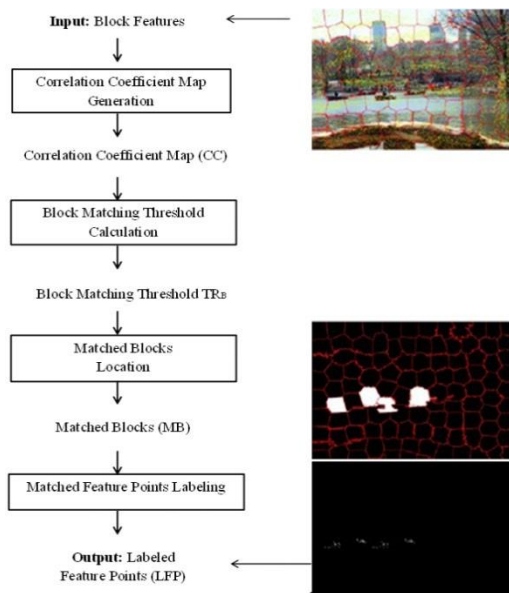 Input: Block Features
Correlation Coefficient Map
Generation
Correlation Coefficient Map (CC)
Block Matching Threshold
Calculation
Block Matching Threshold TRB
Matched Blocks
Location
Matched Blocks (MB)
Matched Feature Points Labeling
Output: Labeled
Feature Points (LFP)